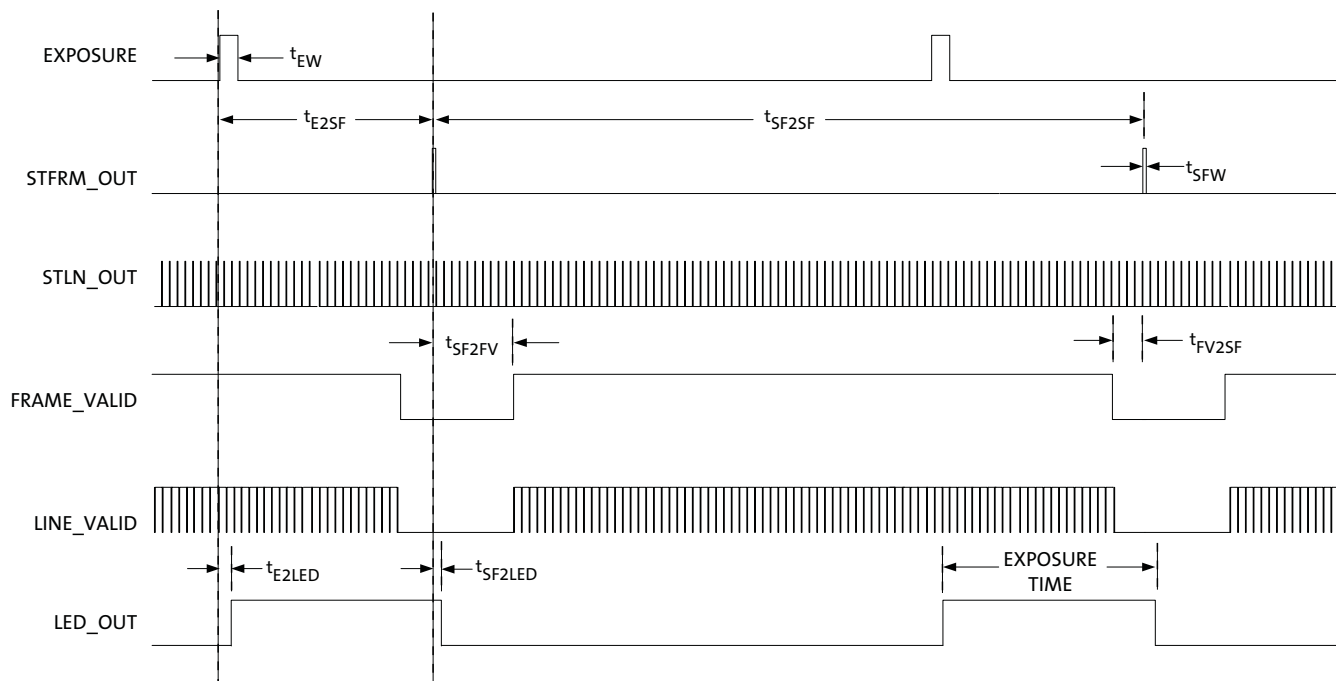 EXPOSURE
tEW
tE2SF
tSF2SF
STFRM_OUT
tSFW
STLN_OUT
tSF2FV
tFV2SF
FRAME_VALID
LINE_VALID
tE2LED
tSF2LED
EXPOSURE
TIME
LED_OUT